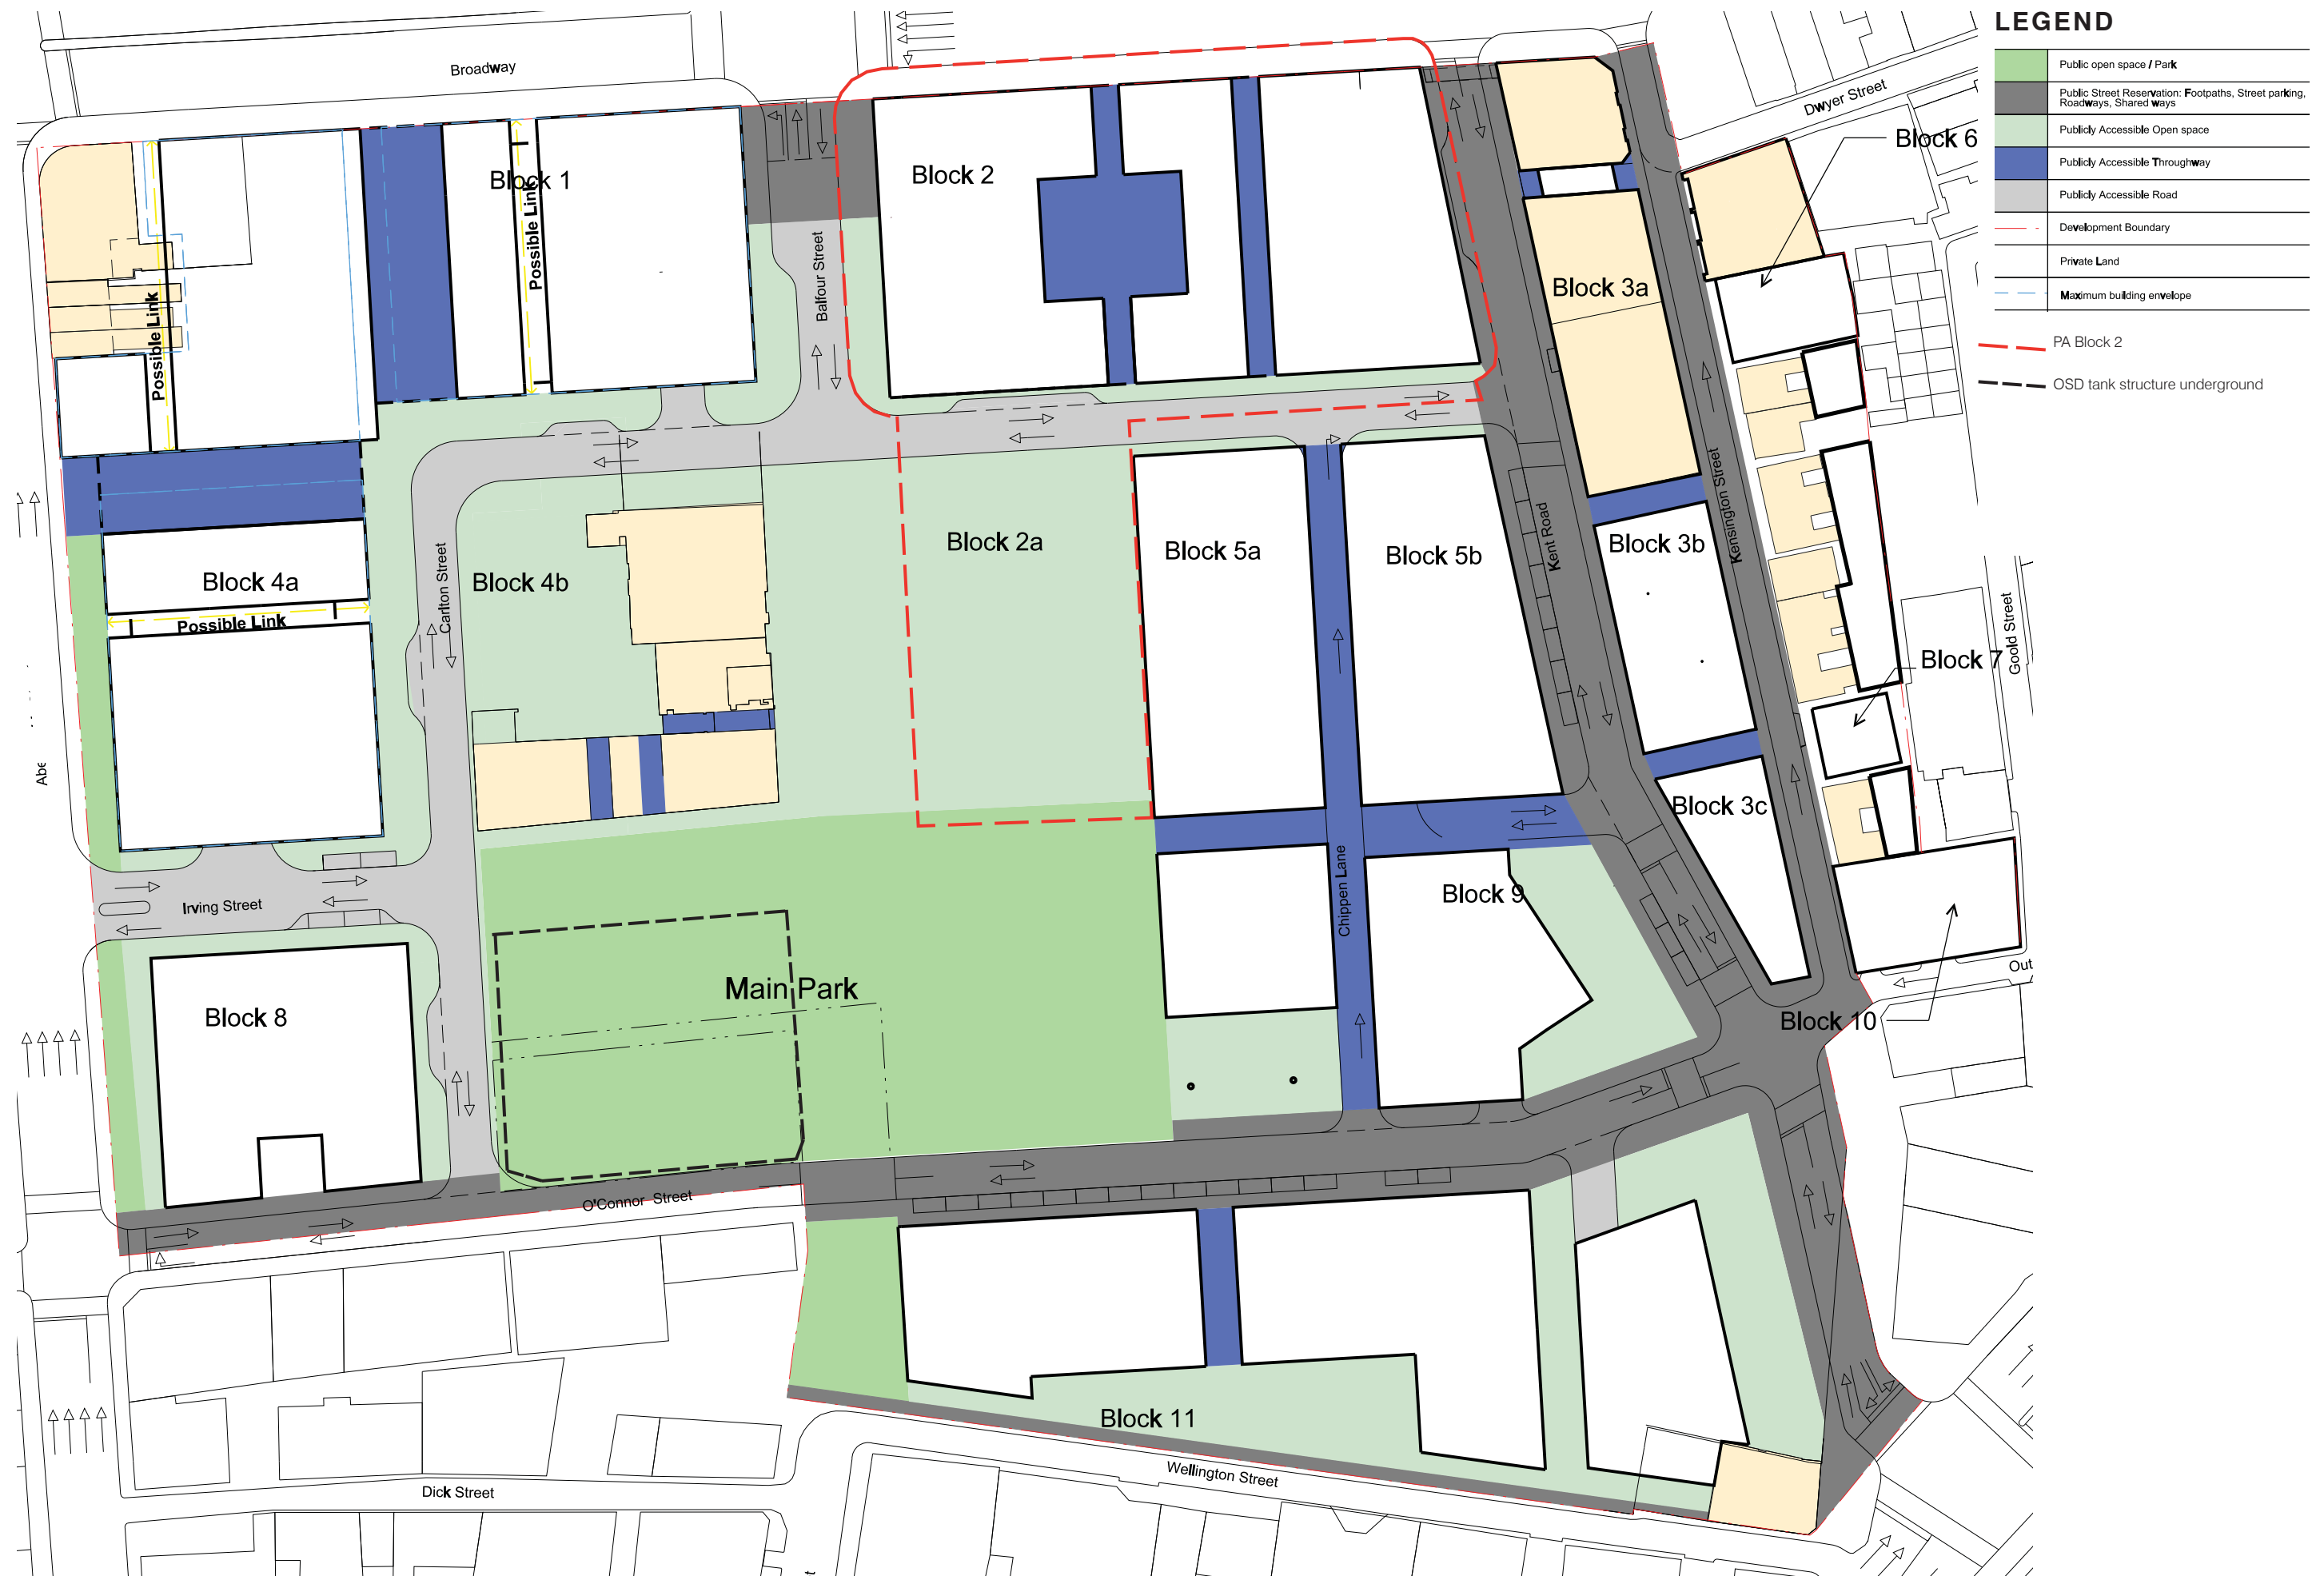 LEGEND
Public open space / Park
Public Street Reservation: Footpaths, Street parking,
Roadways, Shared ways
Publicly Accessible Open space
Publicly Accessible Throughway
Publicly Accessible Road
Development Boundary
Private Land
Maximum building envelope
PA Block 2
OSD tank structure underground
Broadway
Dwyer Street
Block 6
Block 1
Block 2
Possible Link
Possible Link
Balfour Street
Block 3a
Block 2a
Block 5a
Block 5b
Kent Road
Block 3b
Kensington Street
Block 4a
Possible Link
Carlton Street
Block 4b
Goold Street
Block 7
Abe
Block 3c
Chippen Lane
Block 9
Irving Street
Main Park
Block 8
Out
Block 10
O'Connor Street
Block 11
Wellington Street
Dick Street